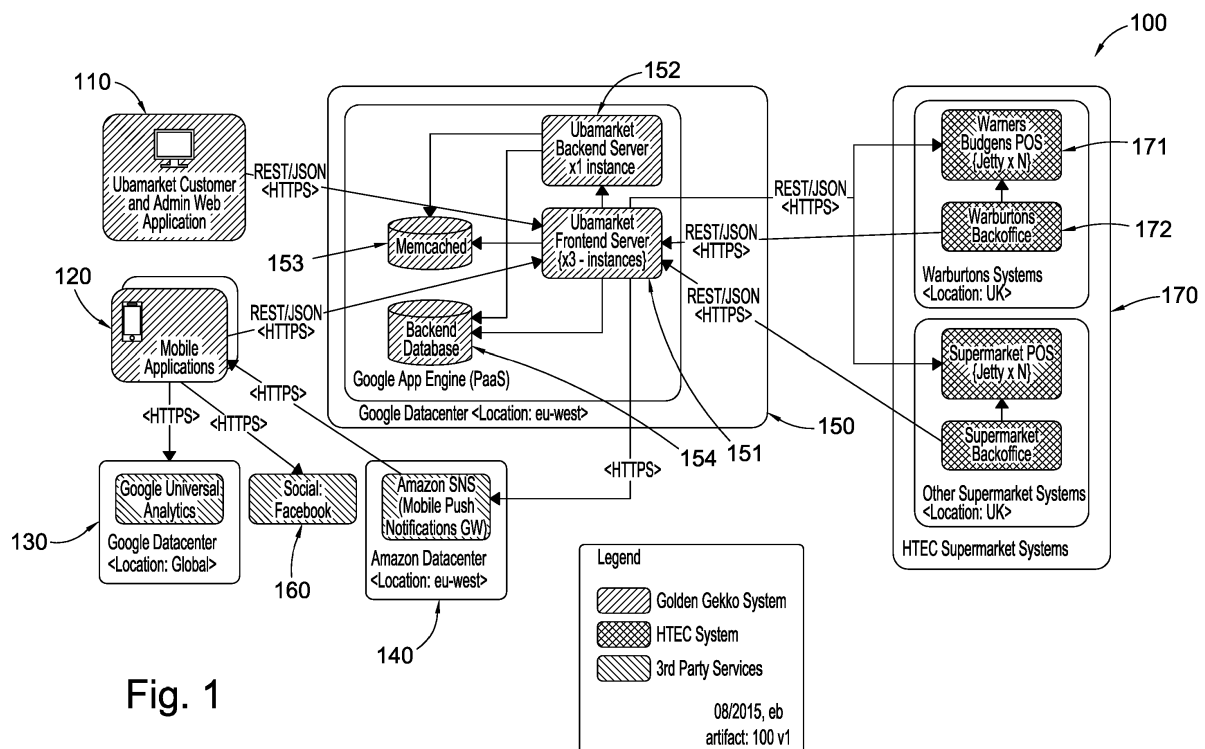 100
110
152
Ubamarket Customer
and Admin Web
Application
REST/JSON
<HTTPS>
Ubamarket
Backend Server
x1 instance
Warners
Budgens POS
{Jetty x N}
171
REST/JSON
<HTTPS>
153
Memcached
Ubamarket
Frontend Server
{x3 - instances}
REST/JSON
<HTTPS>
Warburtons
Backoffice
172
Warburtons Systems
<Location: UK>
170
120
Mobile
Applications
REST/JSON
<HTTPS>
Backend
Database
REST/JSON
<HTTPS>
Supermarket POS
{Jetty x N}
Google App Engine (PaaS)
Google Datacenter <Location: eu-west>
150
154
151
<HTTPS>
<HTTPS>
<HTTPS>
<HTTPS>
Supermarket
Backoffice
Other Supermarket Systems
<Location: UK>
HTEC Supermarket Systems
Google Universal
Analytics
Google Datacenter
<Location: Global>
130
Social:
Facebook
160
Amazon SNS
(Mobile Push
Notifications GW)
Amazon Datacenter
<Location: eu-west>
140
Legend
Golden Gekko System
HTEC System
3rd Party Services
08/2015, eb
artifact: 100 v1
Fig. 1